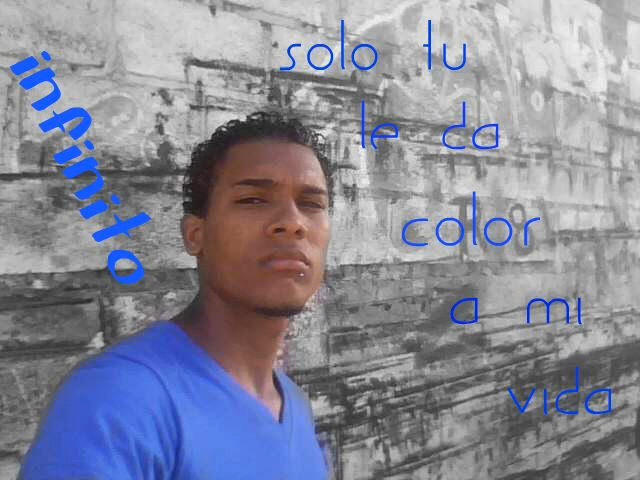 infinito
solo tu
le da
color
a mi
vida